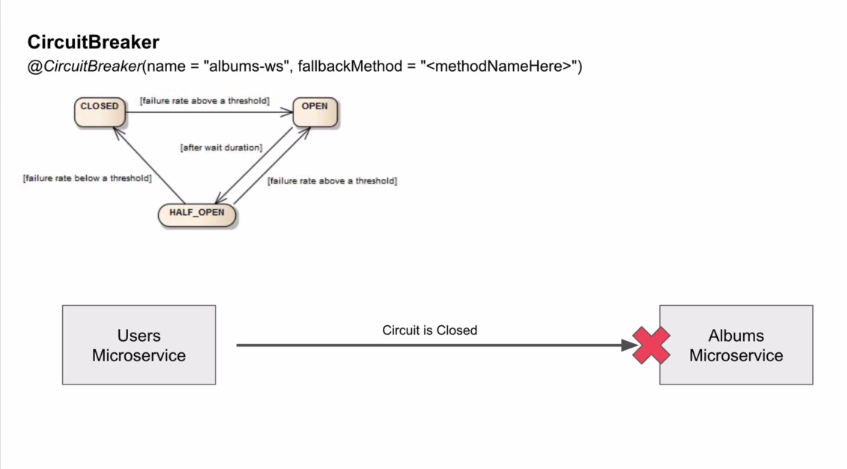 CircuitBreaker
@CircuitBreaker(name = "albums-ws", fallbackMethod = "<methodNameHere>")
[failure rate above a threshold]
CLOSED
OPEN
[after wait duration]
[failure rate below a threshold]
[failure rate above a threshold]
HALF_OPEN
Circuit is Closed
Users
Microservice
Albums
Microservice